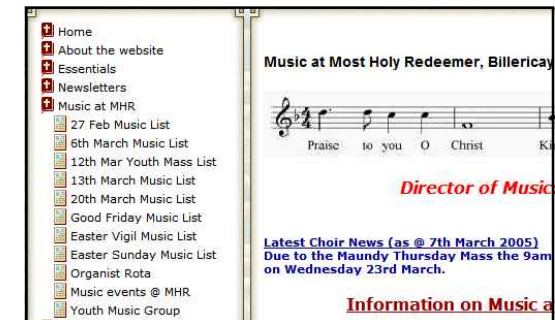 Home
About the website
Essentials
Newsletters
Music at MHR
27 Feb Music List
6th March Music List
12th Mar Youth Mass List
13th March Music List
20th March Music List
Good Friday Music List
Easter Vigil Music List
Easter Sunday Music List
Organist Rota
Music events @ MHR
Youth Music Group
Music at Most Holy Redeemer, Billericay
Praise to you O Christ
Director of Music
Latest Choir News (as @ 7th March 2005)
Due to the Maundy Thursday Mass the 9am
on Wednesday 23rd March.
Information on Music a